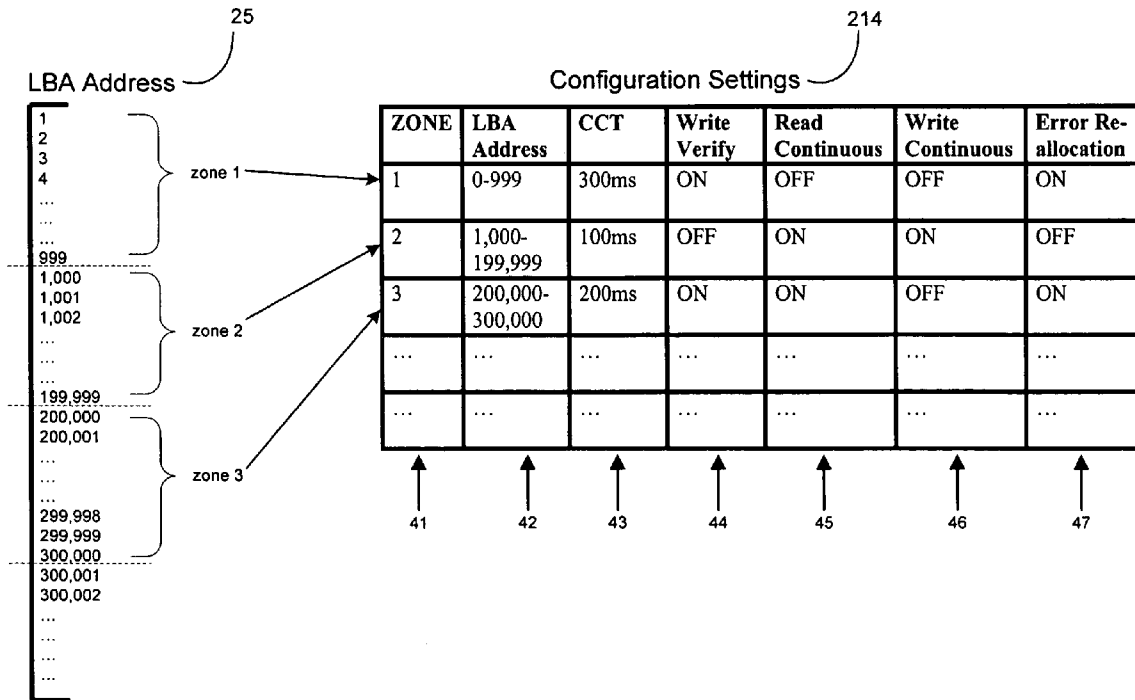 25
LBA Address
1
2
3
4
...
...
...
999
1,000
1,001
1,002
...
...
...
199,999
200,000
200,001
...
...
...
299,998
299,999
300,000
300,001
300,002
...
...
...
...
zone 1
zone 2
zone 3
214
Configuration Settings
ZONE LBA Address CCT Write Verify Read Continuous Write Continuous Error Re-allocation
1 0-999 300ms ON OFF OFF ON
2 1,000-199,999 100ms OFF ON ON OFF
3 200,000-300,000 200ms ON ON OFF ON
... ... ... ... ... ... ...
... ... ... ... ... ... ...
41 42 43 44 45 46 47